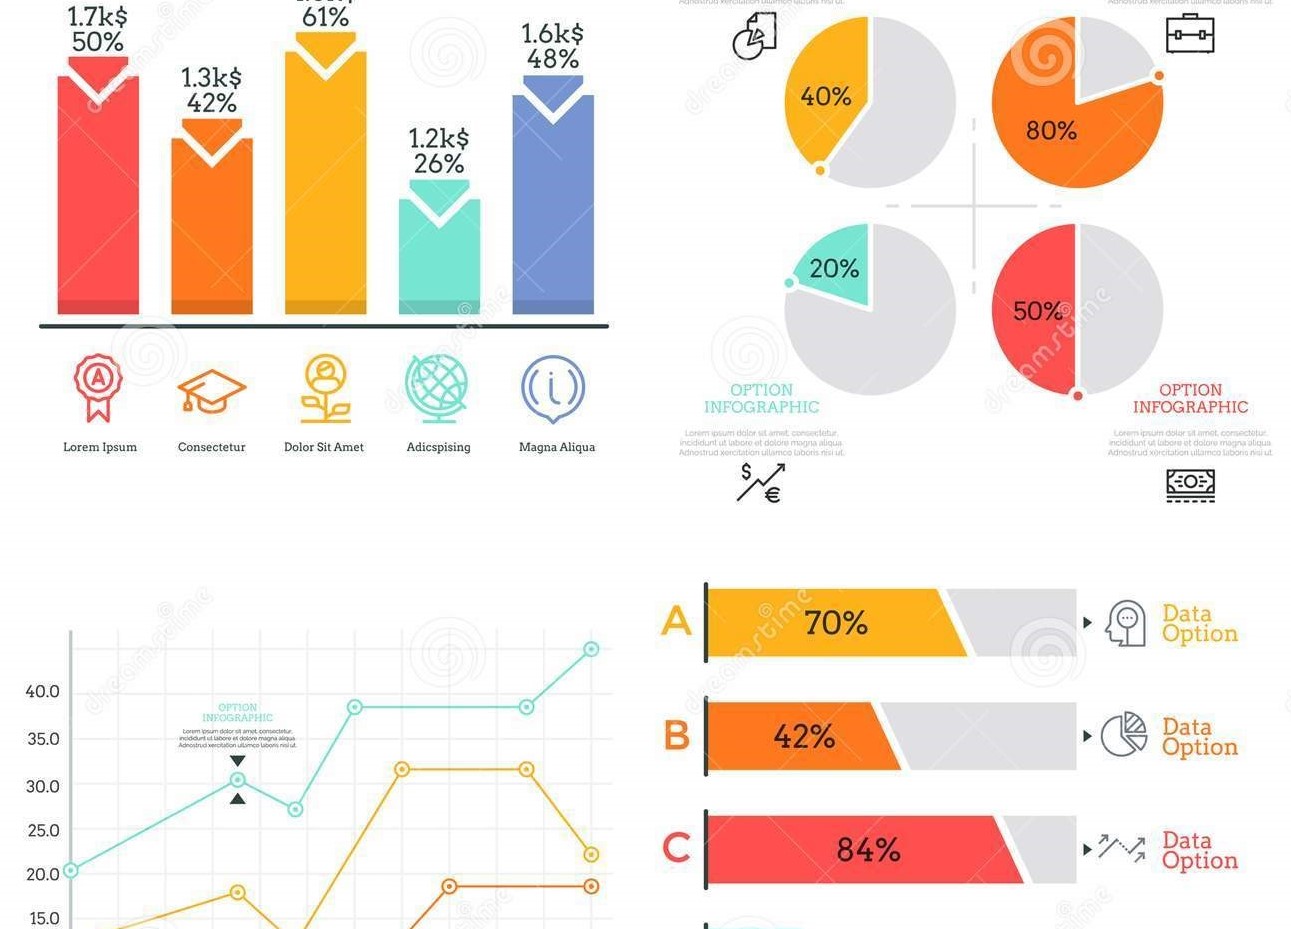 1.7k$
50%
1.3k$
42%
61%
1.2k$
26%
1.6k$
48%
Lorem Ipsum
Consectetur
Dolor Sit Amet
Adicspising
Magna Aliqua
40%
80%
20%
50%
OPTION
INFOGRAPHIC
Lorem ipsum dolor sit amet, consectetur,
incididunt ut labore et dolore magna aliqua
Adnostrud xercitation ullamco laboris nisi ut.
OPTION
INFOGRAPHIC
Lorem ipsum dolor sit amet, consectetur,
incididunt ut labore et dolore magna aliqua
Adnostrud xercitation ullamco laboris nisi ut.
$
€
40.0
35.0
30.0
25.0
20.0
15.0
OPTION
INFOGRAPHIC
Lorem ipsum dolor sit amet, consectetur,
incididunt ut labore et dolore magna aliqua.
Adnostrud xercitation ullamco laboris nisi ut.
A
70%
Data
Option
B
42%
Data
Option
C
84%
Data
Option
dreamstime